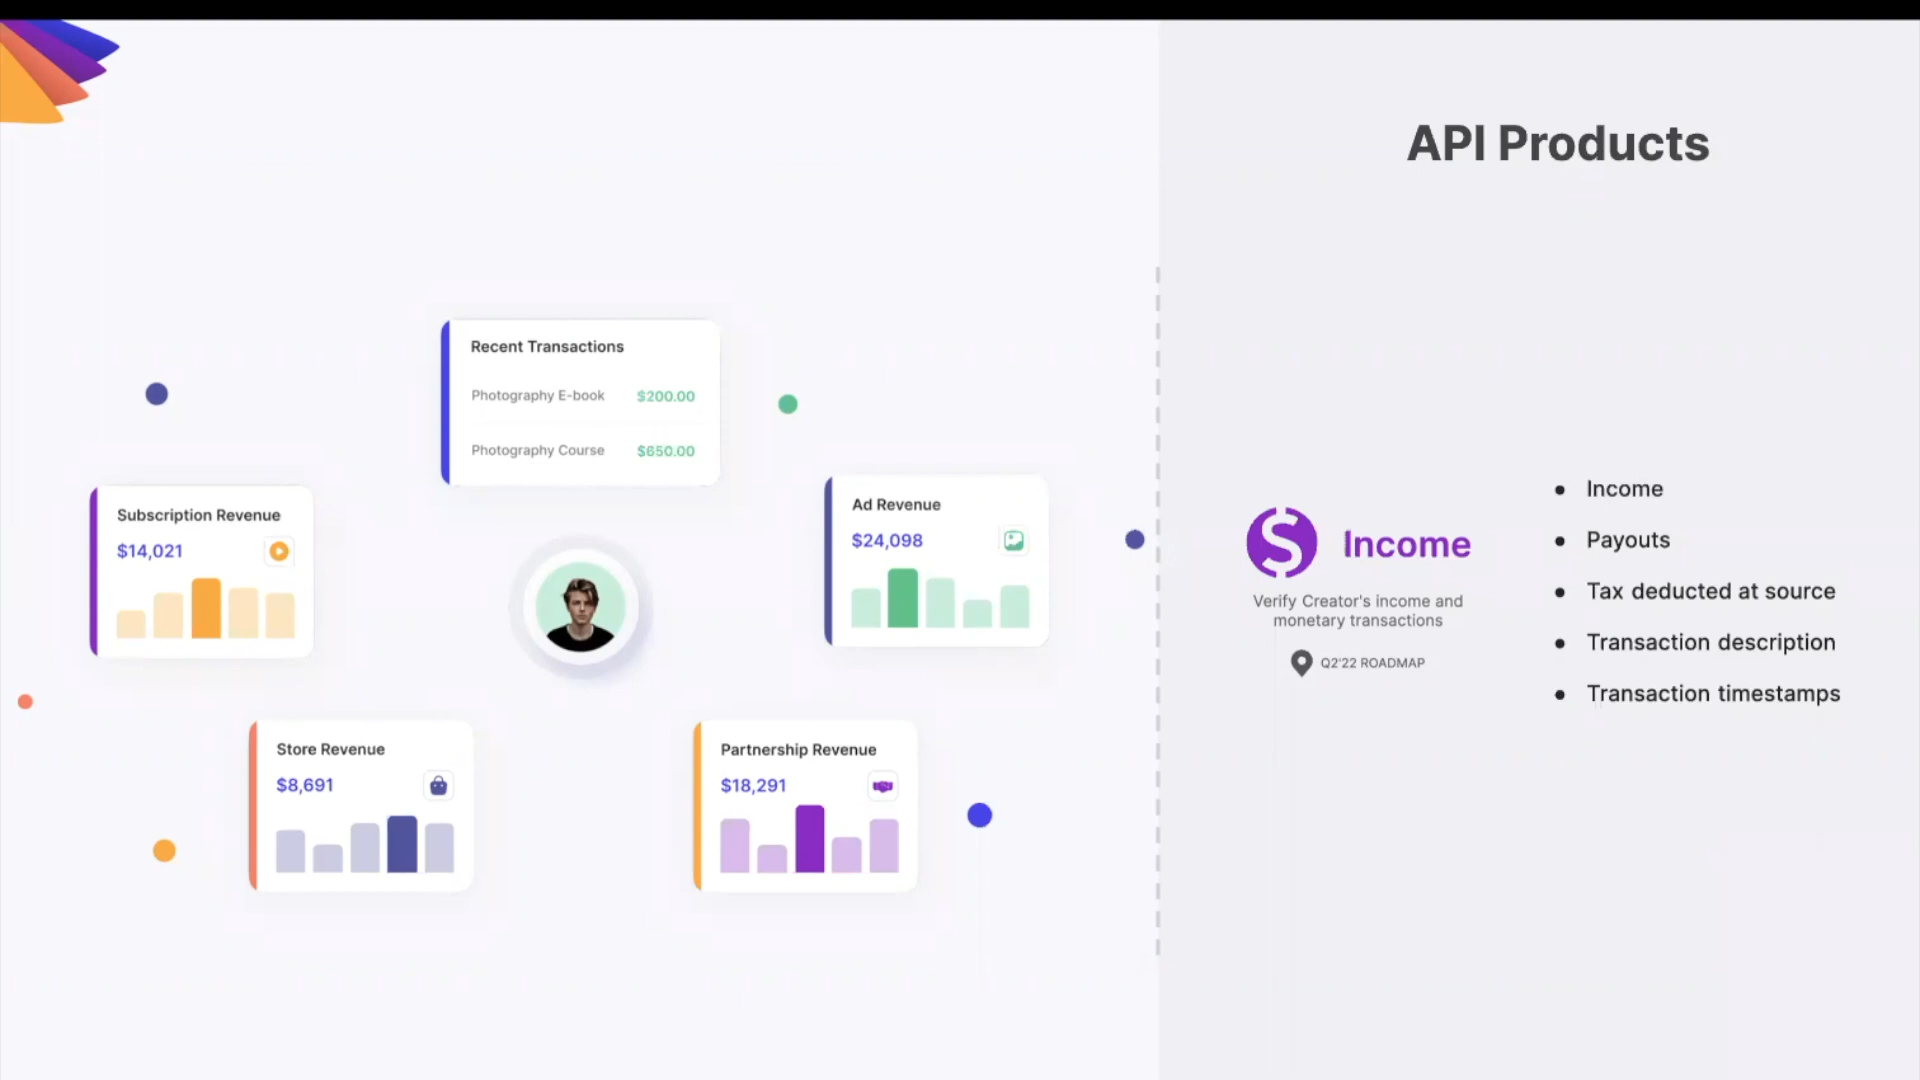 API Products
Recent Transactions
Photography E-book $200.00
Photography Course $650.00
Subscription Revenue
$14,021
Ad Revenue
$24,098
Store Revenue
$8,691
Partnership Revenue
$18,291
Income
Verify Creator's income and
monetary transactions
Q2'22 ROADMAP
• Income
• Payouts
• Tax deducted at source
• Transaction description
• Transaction timestamps